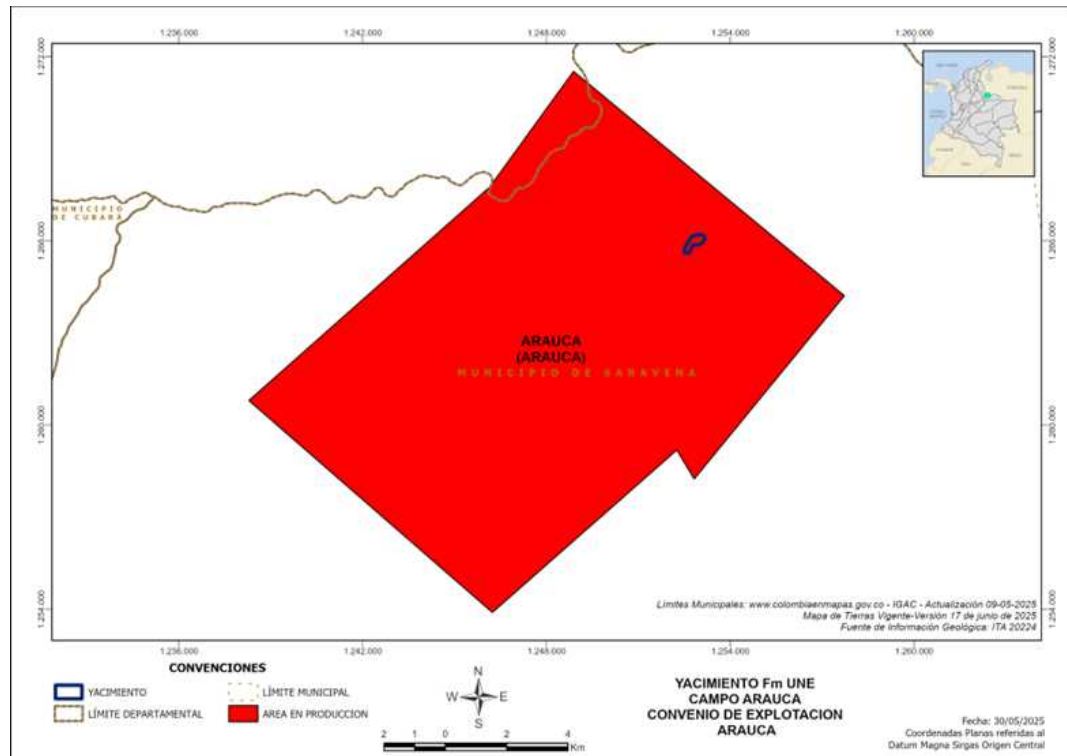 1.236.000
1.242.000
1.248.000
1.254.000
1.260.000
1.272.000
1.272.000
MUNICIPIO
DE CUBARÁ
1.266.000
1.266.000
ARAUCA
(ARAUCA)
MUNICIPIO DE SARAVENA
1.260.000
1.260.000
1.254.000
1.254.000
Límites Municipales: www.colombiaenmapas.gov.co - IGAC - Actualización 09-05-2025
Mapa de Tierras Vigente-Versión 17 de junio de 2025
Fuente de Información Geológica: ITA 20224
1.236.000
1.242.000
1.248.000
1.254.000
1.260.000
CONVENCIONES
YACIMIENTO
LÍMITE MUNICIPAL
LÍMITE DEPARTAMENTAL
AREA EN PRODUCCION
N
W E
S
2 1 0 2 4
Km
YACIMIENTO Fm UNE
CAMPO ARAUCA
CONVENIO DE EXPLOTACION
ARAUCA
Fecha: 30/05/2025
Coordenadas Planas referidas al
Datum Magna Sirgas Origen Central